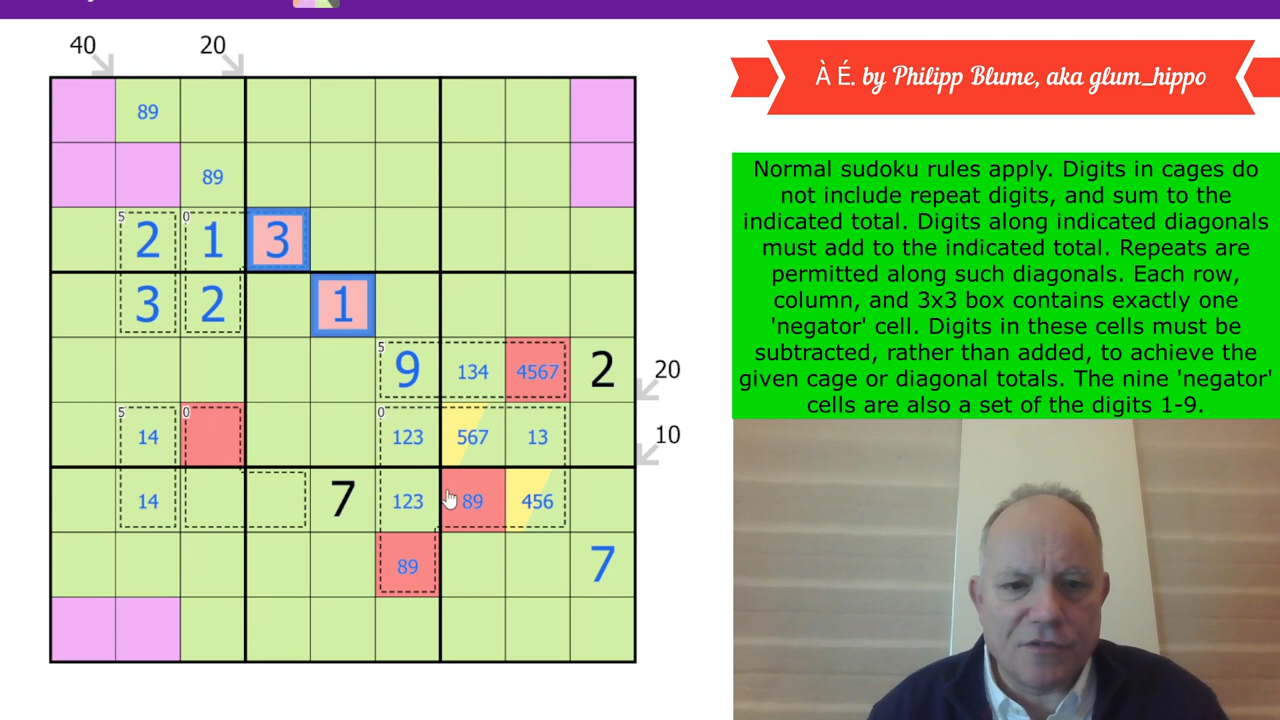 40 20
À É. by Philipp Blume, aka glum_hippo
89
89
5 2 0 1 3
3 2 1
5 9 134 4567 2 20
5 14 0 0 123 567 13 10
14 7 123 89 456
89 7
Normal sudoku rules apply. Digits in cages do
not include repeat digits, and sum to the
indicated total. Digits along indicated diagonals
must add to the indicated total. Repeats are
permitted along such diagonals. Each row,
column, and 3x3 box contains exactly one
'negator' cell. Digits in these cells must be
subtracted, rather than added, to achieve the
given cage or diagonal totals. The nine 'negator'
cells are also a set of the digits 1-9.